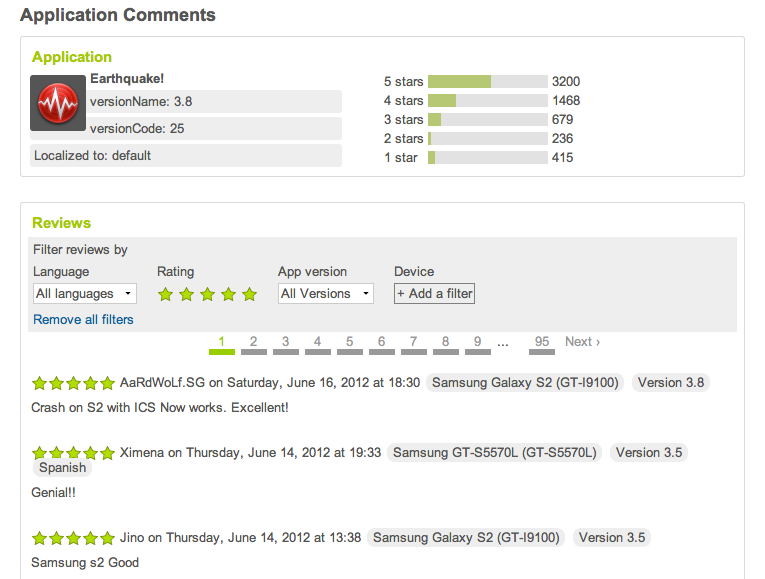 Application Comments
Application
Earthquake!
versionName: 3.8
versionCode: 25
Localized to: default
5 stars 3200
4 stars 1468
3 stars 679
2 stars 236
1 star 415
Reviews
Filter reviews by
Language Rating App version Device
All languages All Versions + Add a filter
Remove all filters
1 2 3 4 5 6 7 8 9 ... 95 Next ›
AaRdWoLf.SG on Saturday, June 16, 2012 at 18:30 Samsung Galaxy S2 (GT-I9100) Version 3.8
Crash on S2 with ICS Now works. Excellent!
Ximena on Thursday, June 14, 2012 at 19:33 Samsung GT-S5570L (GT-S5570L) Version 3.5
Spanish
Genial!!
Jino on Thursday, June 14, 2012 at 13:38 Samsung Galaxy S2 (GT-I9100) Version 3.5
Samsung s2 Good